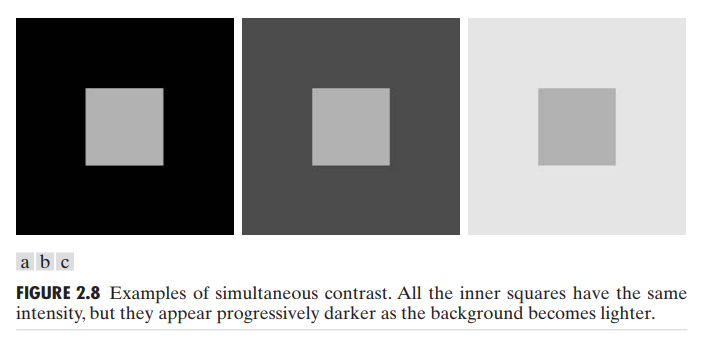 a b c
FIGURE 2.8 Examples of simultaneous contrast. All the inner squares have the same
intensity, but they appear progressively darker as the background becomes lighter.